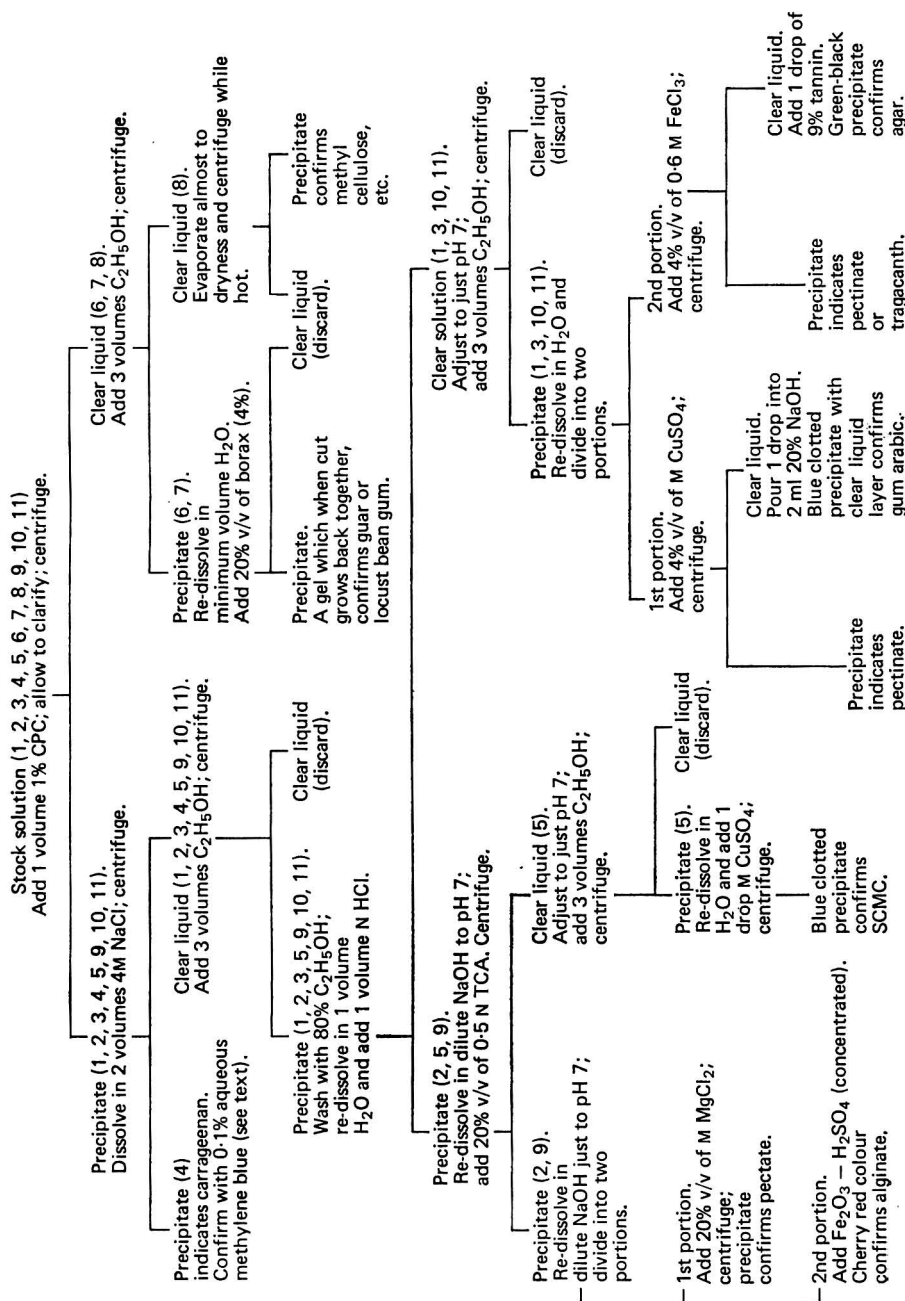 Stock solution (1, 2, 3, 4, 5, 6, 7, 8, 9, 10, 11)
Add 1 volume 1% CPC; allow to clarify; centrifuge.
Precipitate (1, 2, 3, 4, 5, 9, 10, 11).
Dissolve in 2 volumes 4M NaCl; centrifuge.
Clear liquid (6, 7, 8).
Add 3 volumes C₂H₅OH; centrifuge.
Precipitate (4)
indicates carrageenan.
Confirm with 0·1% aqueous
methylene blue (see text).
Clear liquid (1, 2, 3, 4, 5, 9, 10, 11).
Add 3 volumes C₂H₅OH; centrifuge.
Precipitate (6, 7).
Re-dissolve in
minimum volume H₂O.
Add 20% v/v of borax (4%).
Clear liquid (8).
Evaporate almost to
dryness and centrifuge while
hot.
Precipitate (1, 2, 3, 5, 9, 10, 11).
Wash with 80% C₂H₅OH;
re-dissolve in 1 volume
H₂O and add 1 volume N HCl.
Clear liquid
(discard).
Precipitate.
A gel which when cut
grows back together,
confirms guar or
locust bean gum.
Clear liquid
(discard).
Clear liquid
(discard).
Precipitate
confirms
methyl
cellulose,
etc.
Precipitate (2, 5, 9).
Re-dissolve in dilute NaOH to pH 7;
add 20% v/v of 0·5 N TCA. Centrifuge.
Clear solution (1, 3, 10, 11).
Adjust to just pH 7;
add 3 volumes C₂H₅OH; centrifuge.
Precipitate (2, 9).
Re-dissolve in
dilute NaOH just to pH 7;
divide into two
portions.
Clear liquid (5).
Adjust to just pH 7;
add 3 volumes C₂H₅OH;
centrifuge.
Precipitate (1, 3, 10, 11).
Re-dissolve in H₂O and
divide into two
portions.
Clear liquid
(discard).
1st portion.
Add 20% v/v of M MgCl₂;
centrifuge;
precipitate
confirms pectate.
2nd portion.
Add Fe₂O₃ – H₂SO₄ (concentrated).
Cherry red colour
confirms alginate.
Precipitate (5).
Re-dissolve in
H₂O and add 1
drop M CuSO₄;
centrifuge.
Clear liquid
(discard).
Blue clotted
precipitate
confirms
SCMC.
1st portion.
Add 4% v/v of M CuSO₄;
centrifuge.
2nd portion.
Add 4% v/v of 0·6 M FeCl₃;
centrifuge.
Precipitate
indicates
pectinate.
Clear liquid.
Pour 1 drop into
2 ml 20% NaOH.
Blue clotted
precipitate with
clear liquid
layer confirms
gum arabic.
Precipitate
indicates
pectinate
or
tragacanth.
Clear liquid.
Add 1 drop of
9% tannin.
Green-black
precipitate
confirms
agar.